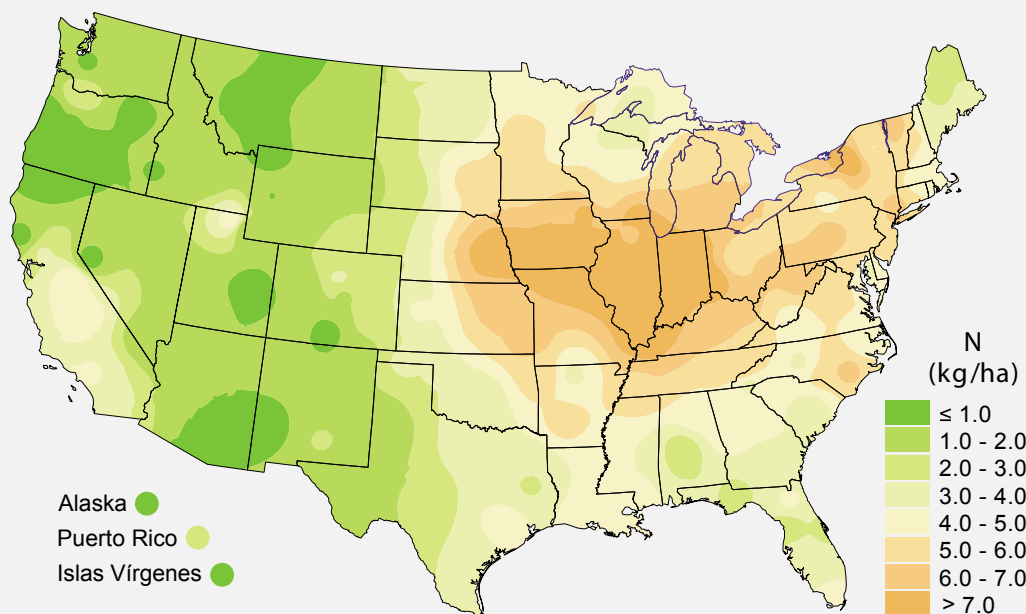 Alaska
Puerto Rico
Islas Vírgenes
N
(kg/ha)
≤ 1.0
1.0 - 2.0
2.0 - 3.0
3.0 - 4.0
4.0 - 5.0
5.0 - 6.0
6.0 - 7.0
> 7.0